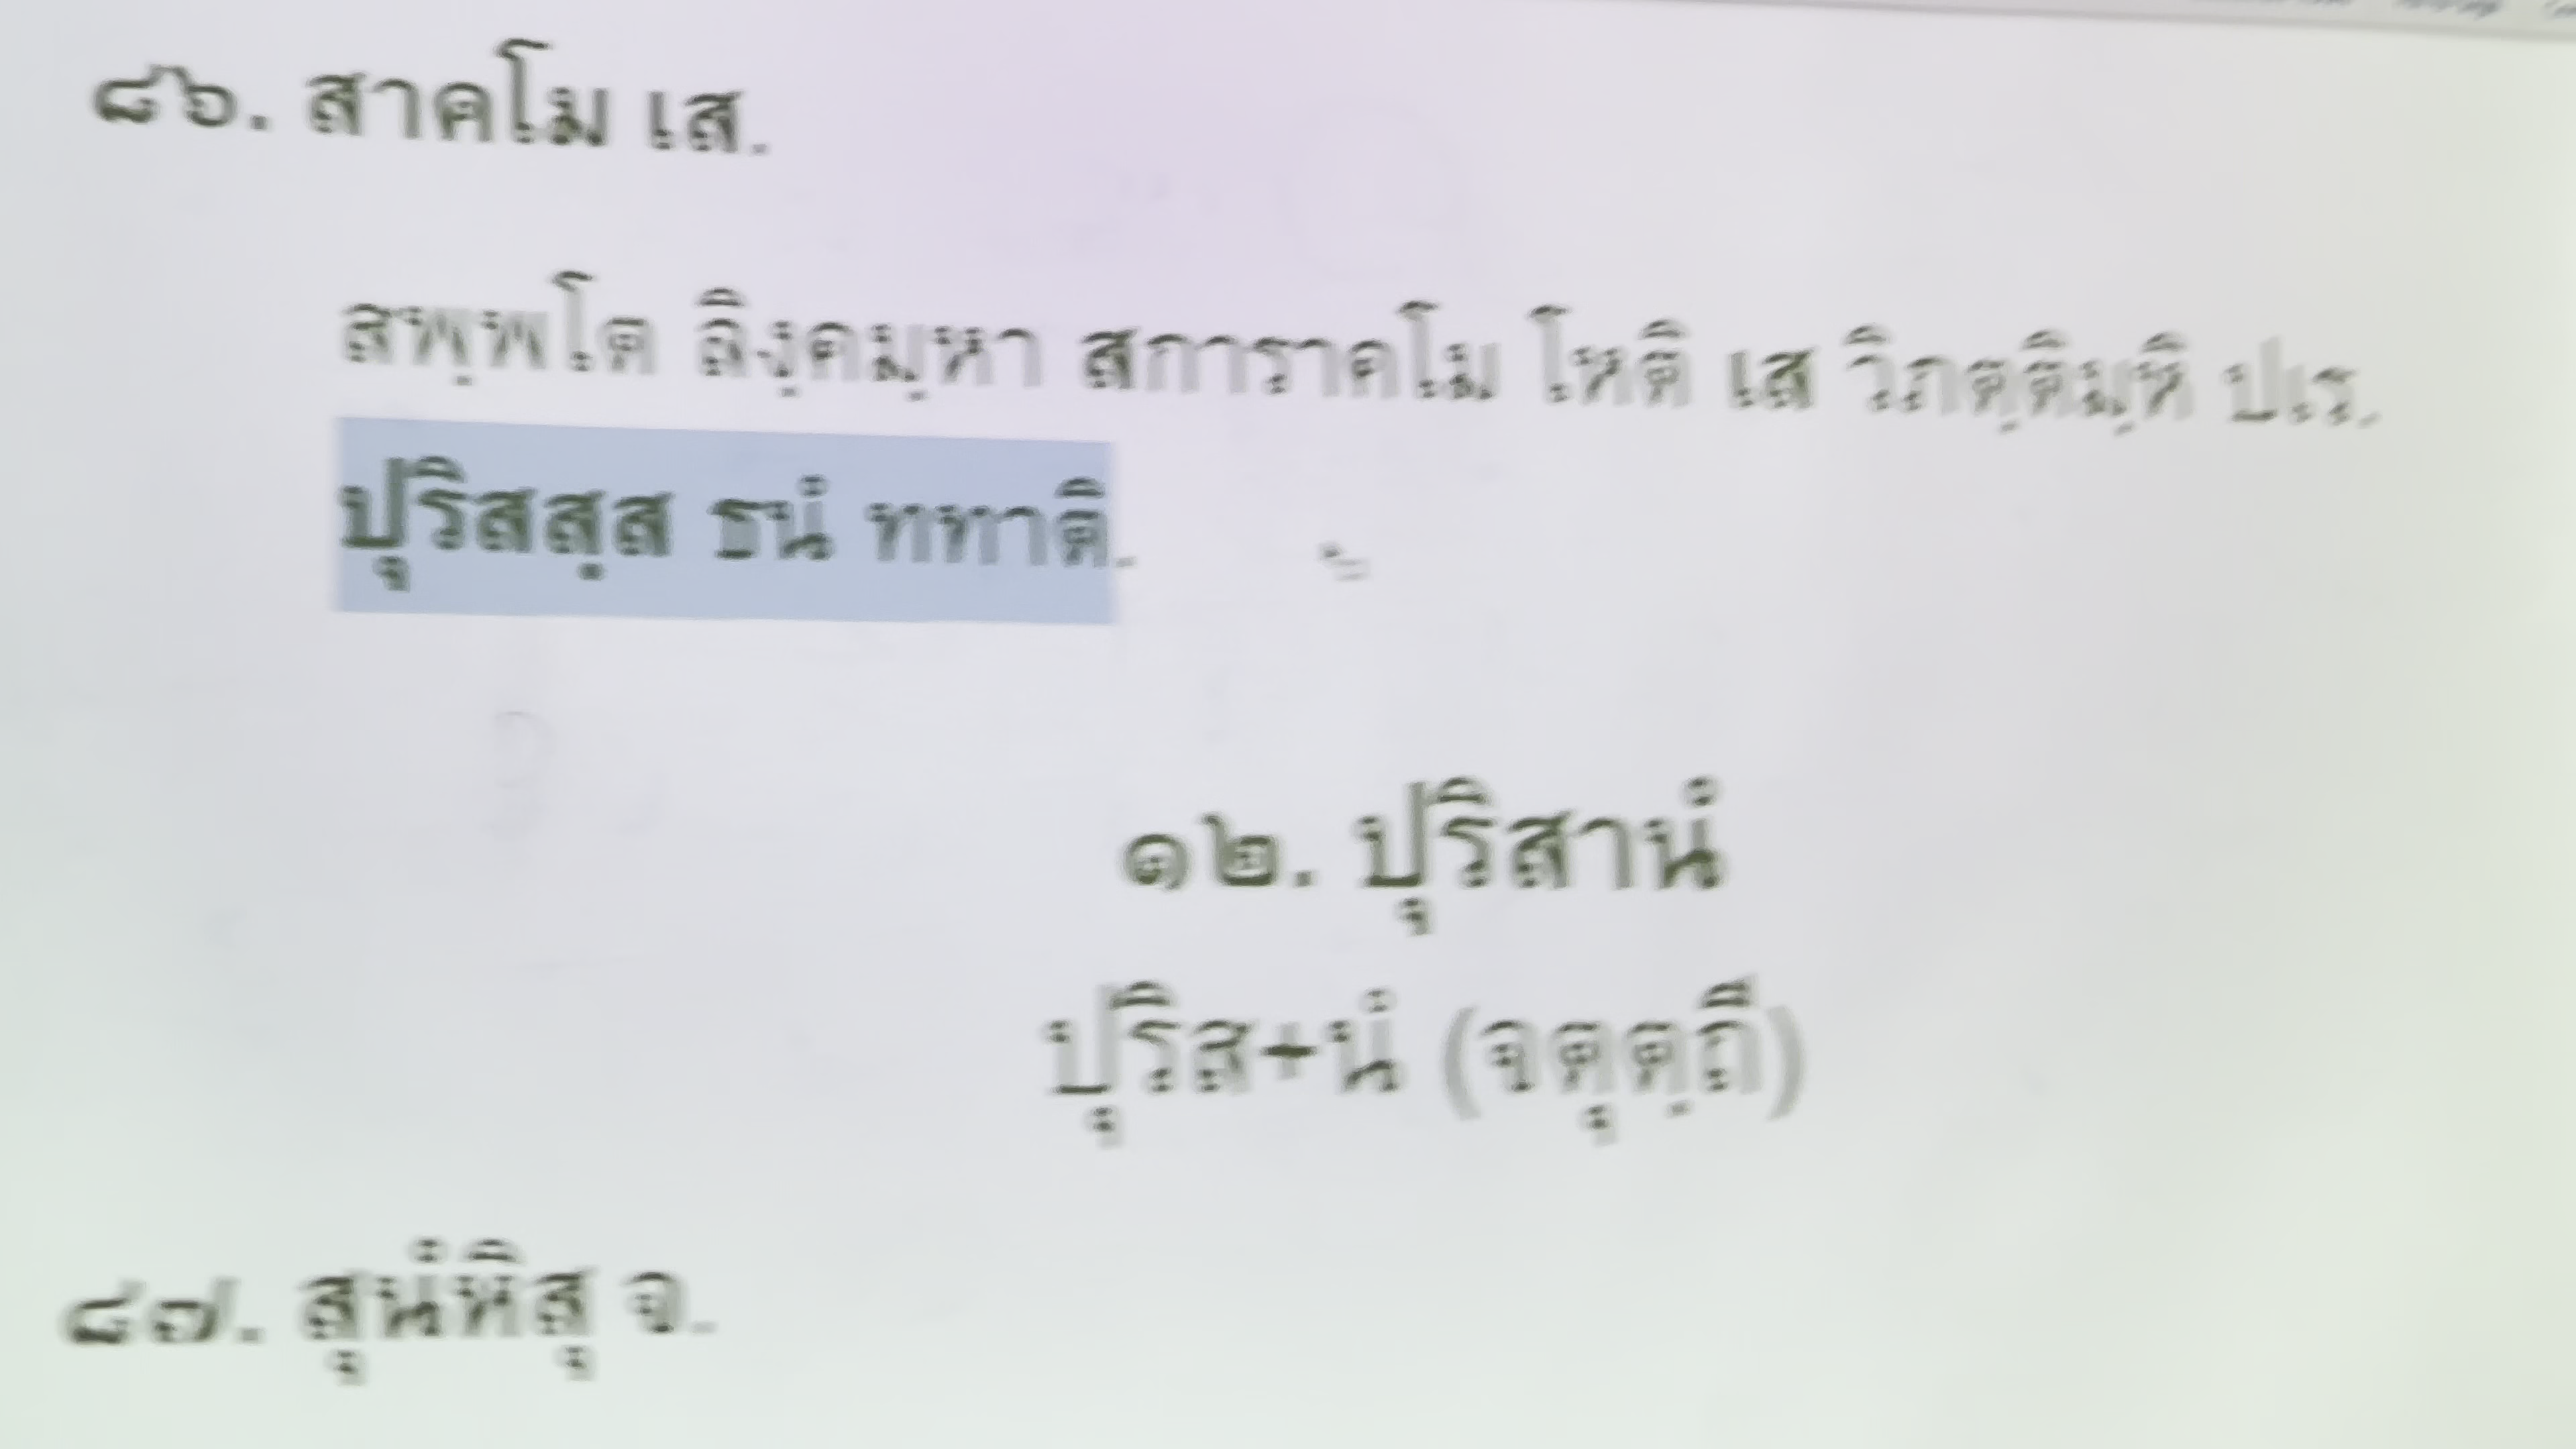 ๘๖. สาคโม เส.
สพฺพโต ลิงฺคมฺหา สการาคโม โหติ เส วิภตฺติมฺหิ ปเร.
ปุริสสฺส ธนํ ททาติ.
๑๒. ปุริสานํ
ปุริส+นํ (จตุตฺถี)
๘๗. สุนํหิสุ จ.